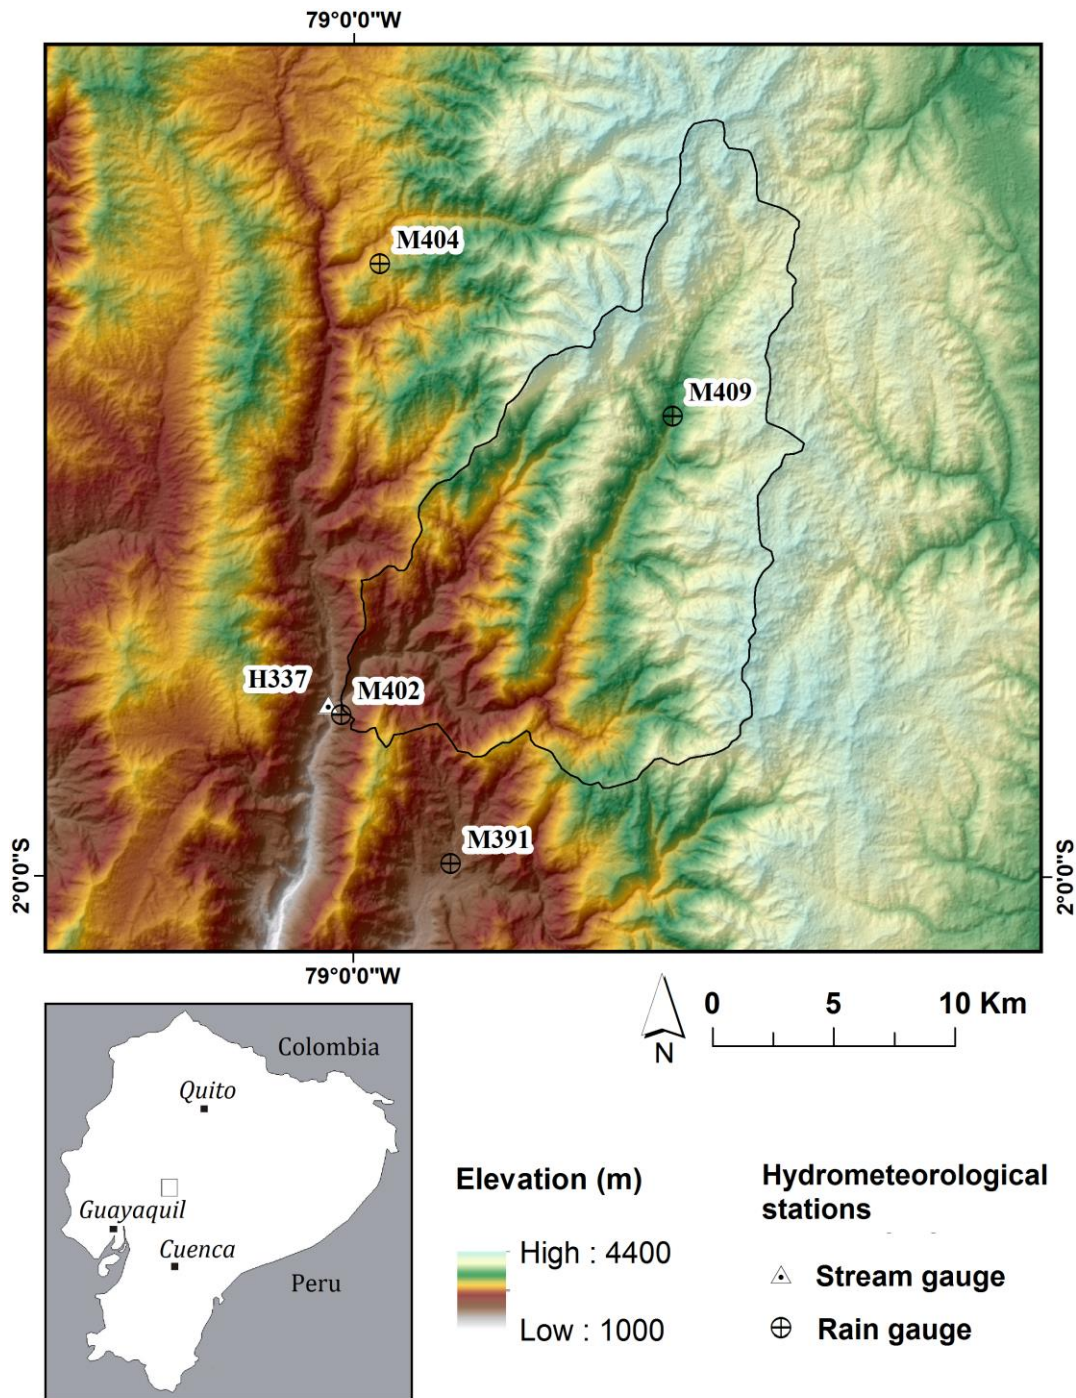 79°0'0"W
M404
M409
H337
M402
M391
2°0'0"S
2°0'0"S
79°0'0"W
0 5 10 Km
N
Colombia
Quito
Guayaquil
Cuenca
Peru
Elevation (m)
High : 4400
Low : 1000
Hydrometeorological
stations
Stream gauge
Rain gauge